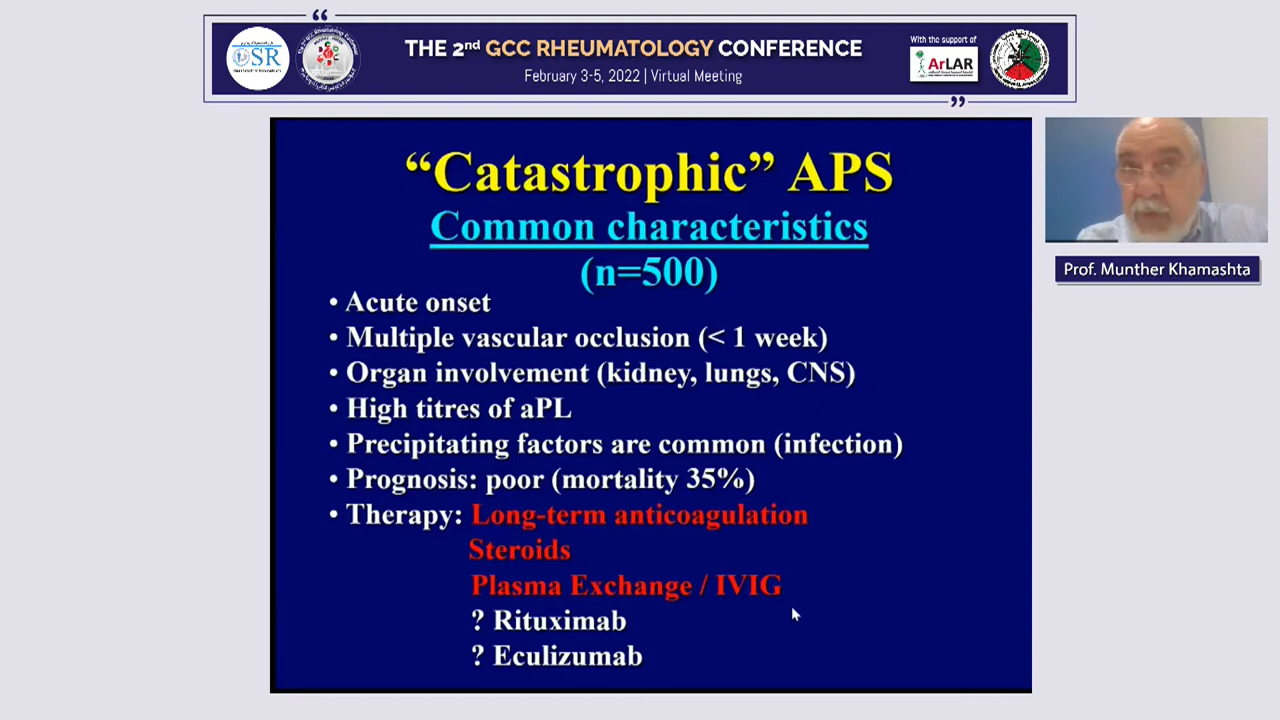 “
THE 2nd GCC RHEUMATOLOGY CONFERENCE
February 3-5, 2022 | Virtual Meeting
With the support of
SR
ArLAR
”
“Catastrophic” APS
Common characteristics
(n=500)
• Acute onset
• Multiple vascular occlusion (< 1 week)
• Organ involvement (kidney, lungs, CNS)
• High titres of aPL
• Precipitating factors are common (infection)
• Prognosis: poor (mortality 35%)
• Therapy: Long-term anticoagulation
Steroids
Plasma Exchange / IVIG
? Rituximab
? Eculizumab
Prof. Munther Khamashta